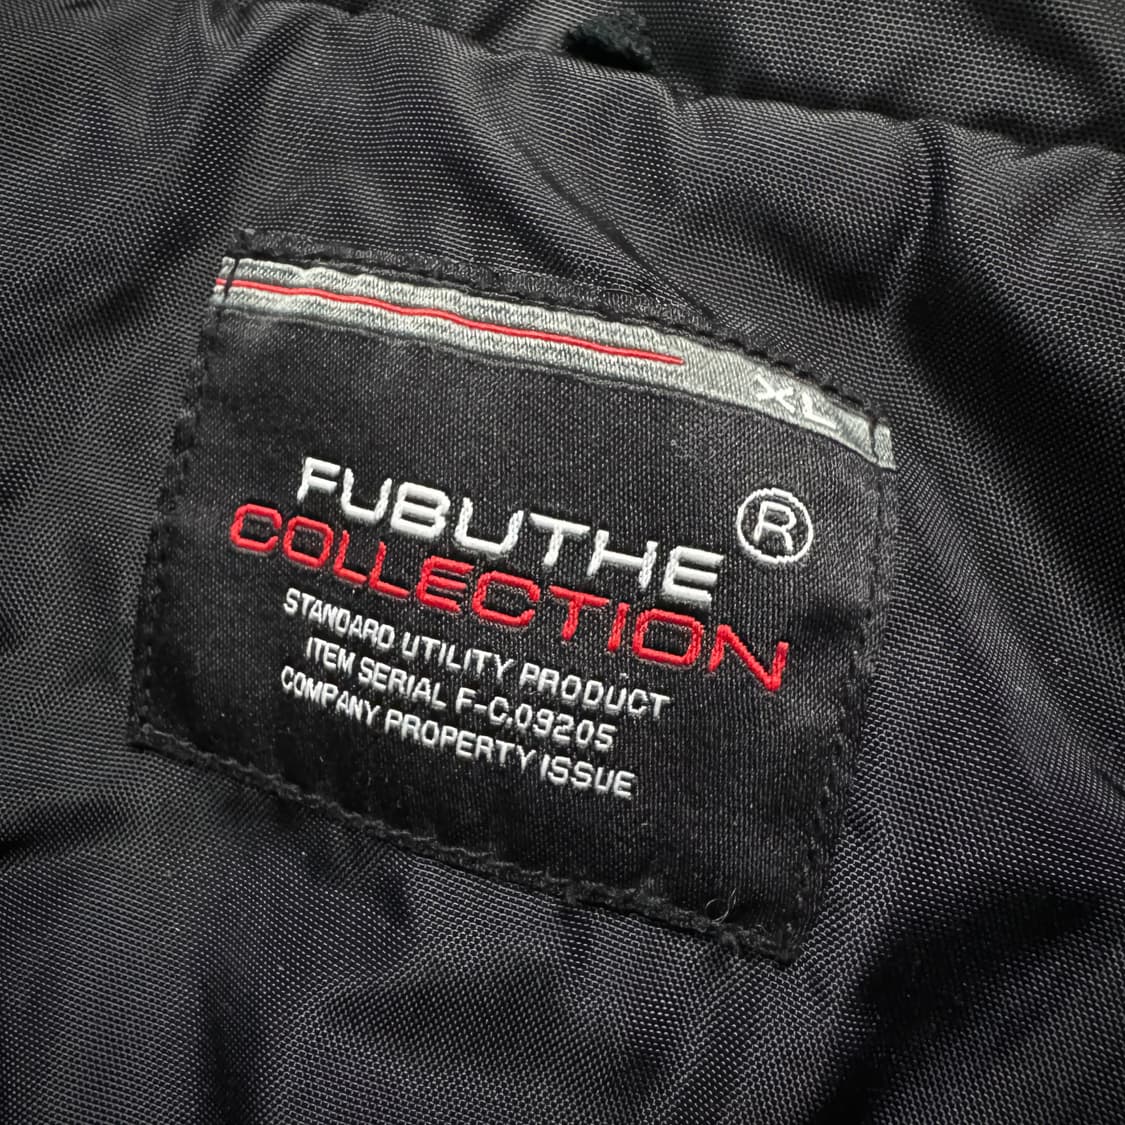 XL
FUBUTHE ®
COLLECTION
STANDARD UTILITY PRODUCT
ITEM SERIAL F-C.09205
COMPANY PROPERTY ISSUE